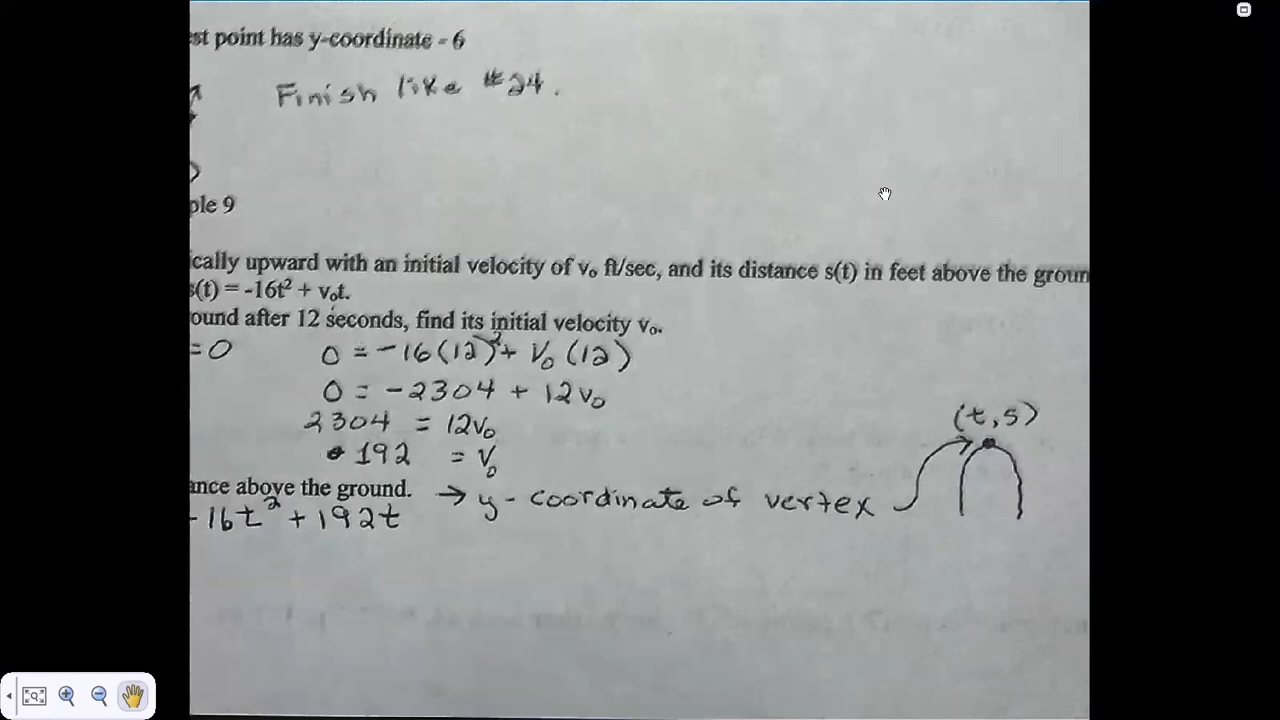 est point has y-coordinate - 6
Finish like #24.
ple 9
ically upward with an initial velocity of v₀ ft/sec, and its distance s(t) in feet above the groun
s(t) = -16t² + v₀t.
ound after 12 seconds, find its initial velocity v₀.
=0 0 = -16(12)²+ V₀(12)
0 = -2304 + 12v₀
2304 = 12v₀
(t,s)
192 = V₀
ance above the ground. → y-coordinate of vertex
-16t² +192t